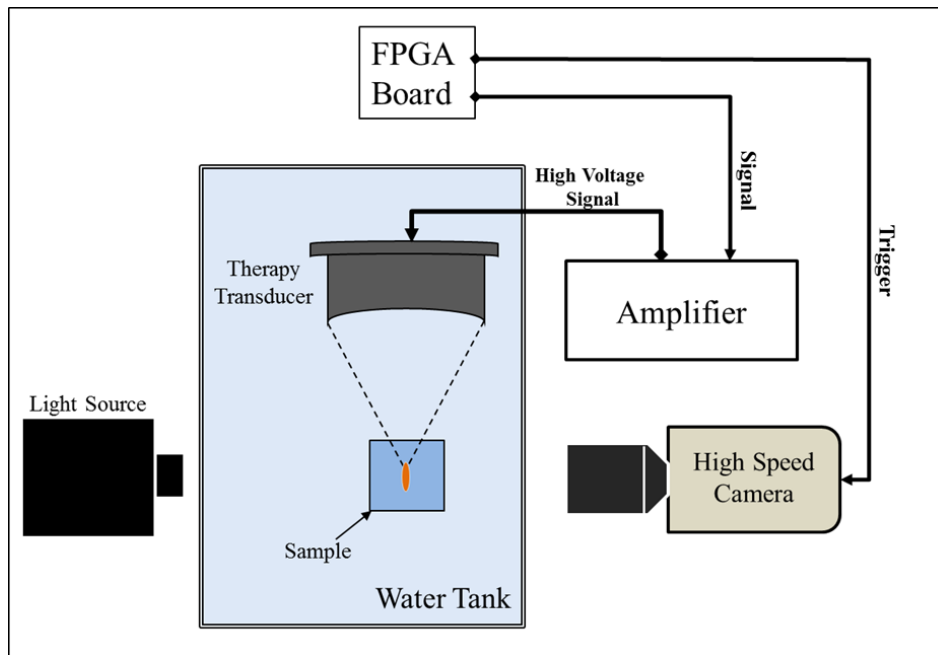 FPGA
Board
High Voltage
Signal
Signal
Trigger
Therapy
Transducer
Amplifier
Light Source
High Speed
Camera
Sample
Water Tank